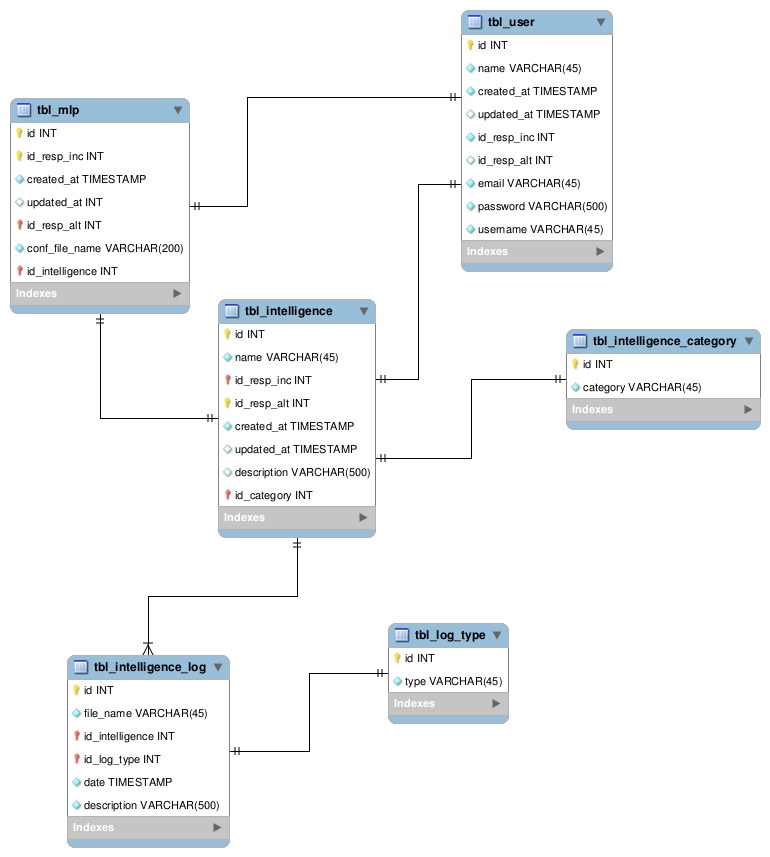 tbl_user
id INT
name VARCHAR(45)
created_at TIMESTAMP
updated_at TIMESTAMP
id_resp_inc INT
id_resp_alt INT
email VARCHAR(45)
password VARCHAR(500)
username VARCHAR(45)
Indexes
tbl_mlp
id INT
id_resp_inc INT
created_at TIMESTAMP
updated_at INT
id_resp_alt INT
conf_file_name VARCHAR(200)
id_intelligence INT
Indexes
tbl_intelligence
id INT
name VARCHAR(45)
id_resp_inc INT
id_resp_alt INT
created_at TIMESTAMP
updated_at TIMESTAMP
description VARCHAR(500)
id_category INT
Indexes
tbl_intelligence_category
id INT
category VARCHAR(45)
Indexes
tbl_log_type
id INT
type VARCHAR(45)
Indexes
tbl_intelligence_log
id INT
file_name VARCHAR(45)
id_intelligence INT
id_log_type INT
date TIMESTAMP
description VARCHAR(500)
Indexes